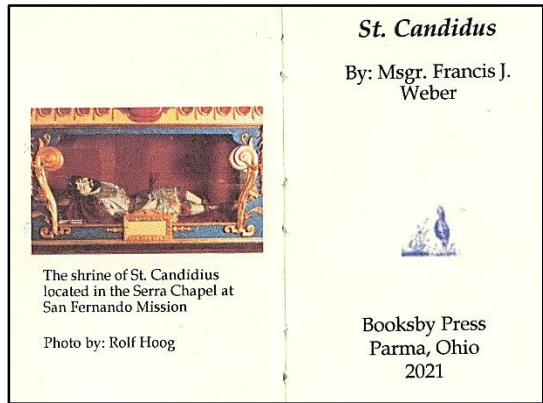 The shrine of St. Candidius
located in the Serra Chapel at
San Fernando Mission
Photo by: Rolf Hoog
St. Candidus
By: Msgr. Francis J.
Weber
Booksby Press
Parma, Ohio
2021